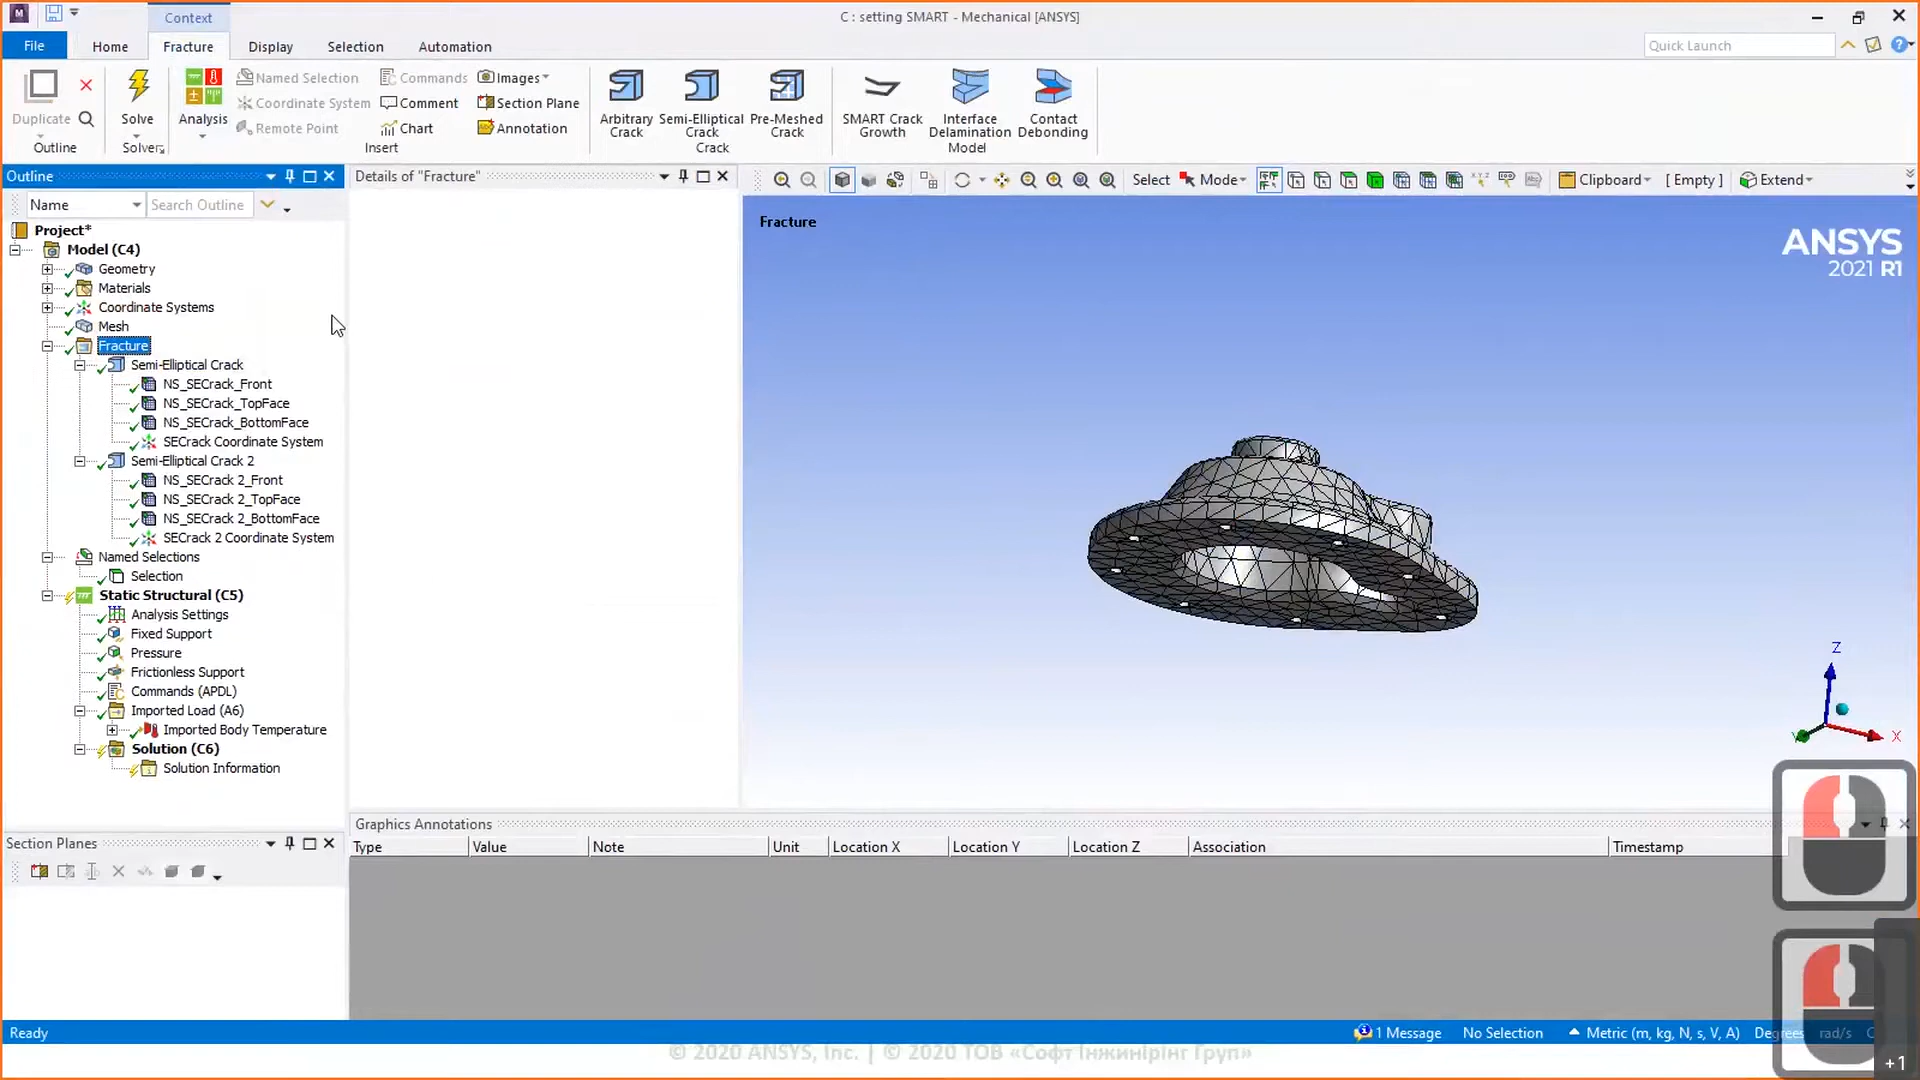 Context
C : setting SMART - Mechanical [ANSYS]
File
Home
Fracture
Display
Selection
Automation
Quick Launch
Duplicate
Outline
Solve
Solver
Analysis
Named Selection
Coordinate System
Remote Point
Commands
Comment
Chart
Images
Section Plane
Annotation
Insert
Arbitrary
Crack
Semi-Elliptical
Crack
Pre-Meshed
Crack
Crack
SMART Crack
Growth
Interface
Delamination
Contact
Debonding
Model
Outline
Name
Search Outline
Project*
Model (C4)
Geometry
Materials
Coordinate Systems
Mesh
Fracture
Semi-Elliptical Crack
NS_SECrack_Front
NS_SECrack_TopFace
NS_SECrack_BottomFace
SECrack Coordinate System
Semi-Elliptical Crack 2
NS_SECrack 2_Front
NS_SECrack 2_TopFace
NS_SECrack 2_BottomFace
SECrack 2 Coordinate System
Named Selections
Selection
Static Structural (C5)
Analysis Settings
Fixed Support
Pressure
Frictionless Support
Commands (APDL)
Imported Load (A6)
Imported Body Temperature
Solution (C6)
Solution Information
Section Planes
Details of "Fracture"
Select
Mode
Clipboard
[ Empty ]
Extend
Fracture
ANSYS
2021 R1
Z
Y
X
Graphics Annotations
Type Value Note Unit Location X Location Y Location Z Association Timestamp
Ready
1 Message
No Selection
Metric (m, kg, N, s, V, A)
Degrees
rad/s
C
© 2020 ANSYS, Inc. | © 2020 ТОВ «Софт Інжинірінг Груп»
+1